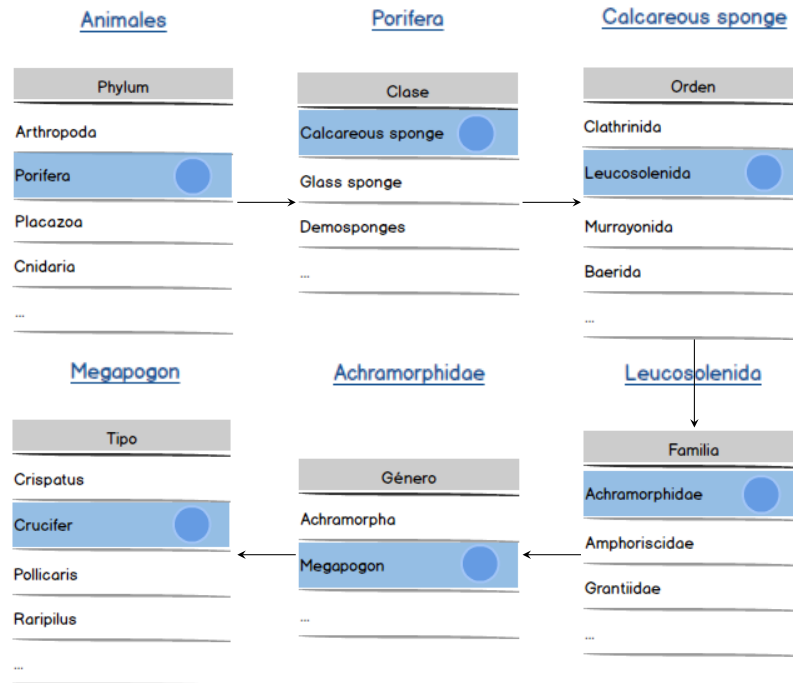 Animales
Phylum
Arthropoda
Porifera
Placazoa
Cnidaria
...
Porifera
Clase
Calcareous sponge
Glass sponge
Demosponges
...
Calcareous sponge
Orden
Clathrinida
Leucosolenida
Murrayonida
Baerida
...
Leucosolenida
Familia
Achramorphidae
Amphoriscidae
Grantiidae
...
Achramorphidae
Género
Achramorpha
Megapogon
...
Megapogon
Tipo
Crispatus
Crucifer
Pollicaris
Raripilus
...